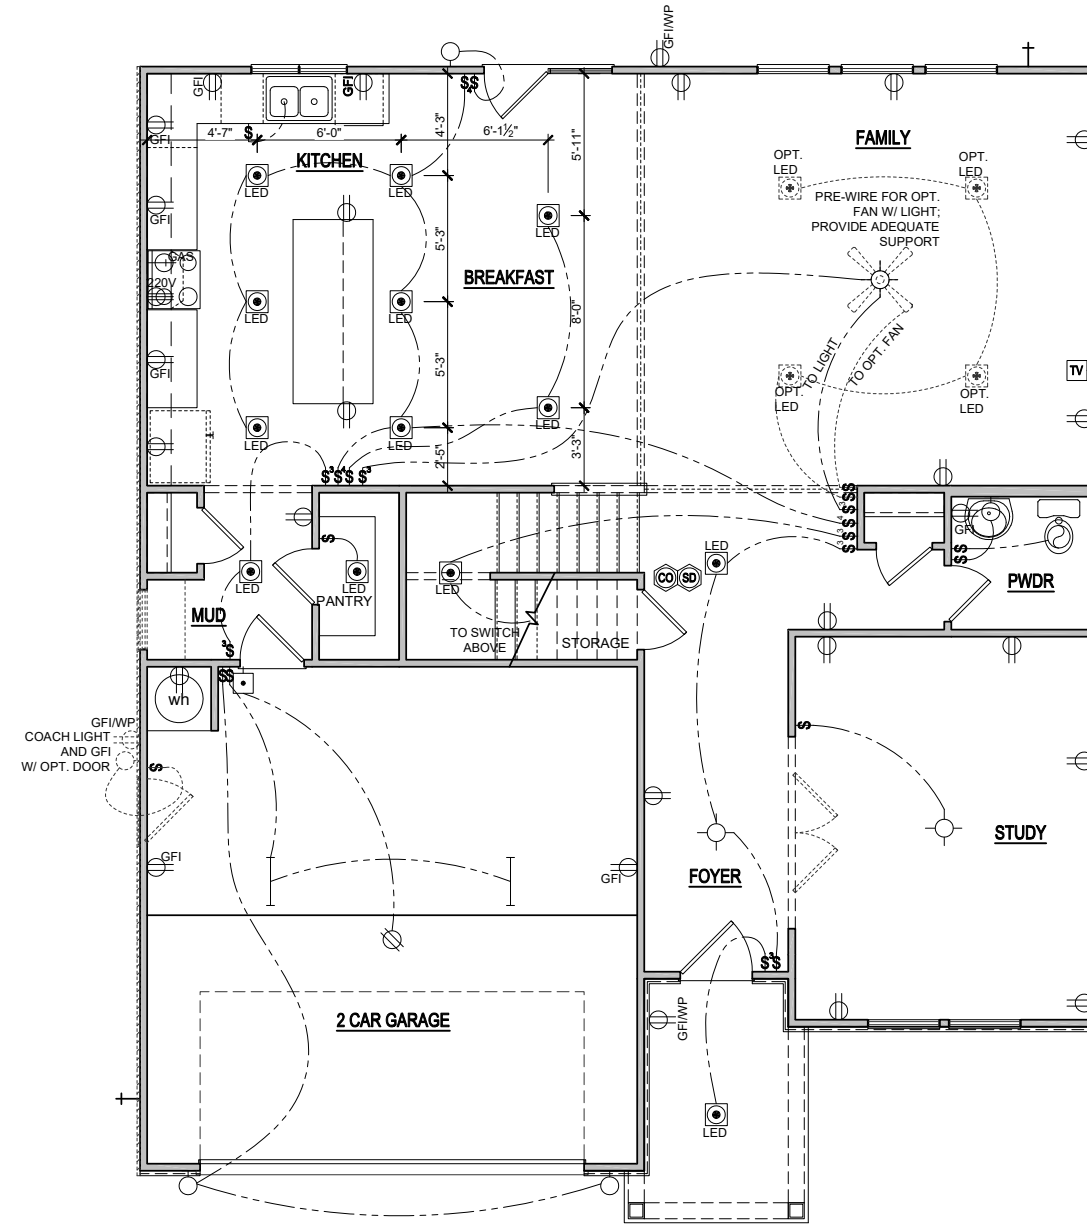 GFI/WP
GFI
GFI
GFI
4'-7"
$
6'-0"
4'-3"
6'-1½"
5'-11"
KITCHEN
FAMILY
LED
LED
OPT.
LED
OPT.
LED
PRE-WIRE FOR OPT.
FAN W/ LIGHT;
PROVIDE ADEQUATE
SUPPORT
GFI
LED
5'-3"
GAS
220V
BREAKFAST
LED
LED
8'-0"
TO LIGHT
TO OPT. FAN
GFI
5'-3"
TV
OPT.
LED
OPT.
LED
LED
LED
LED
2'-5"
3'-3"
$3 $4 $ $3
GFI
LED
LED
LED
LED
PANTRY
CO
SD
PWDR
MUD
TO SWITCH
ABOVE
STORAGE
wh
GFI/WP
COACH LIGHT
AND GFI
W/ OPT. DOOR
STUDY
GFI
GFI
FOYER
2 CAR GARAGE
GFI/WP
LED